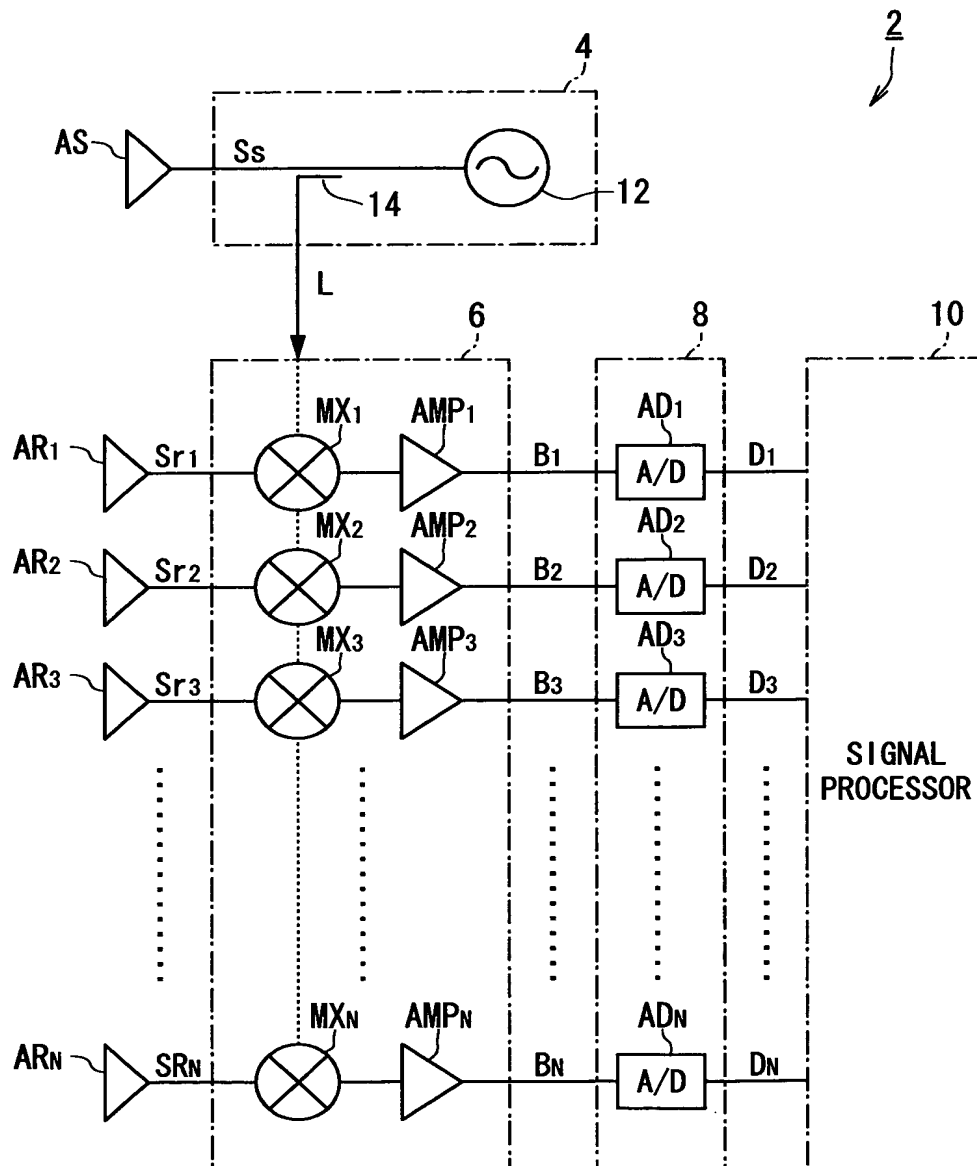 2
4
AS
Ss
14
12
L
6
8
10
MX1
AMP1
AD1
AR1
Sr1
B1
A/D
D1
MX2
AMP2
AD2
AR2
Sr2
B2
A/D
D2
MX3
AMP3
AD3
AR3
Sr3
B3
A/D
D3
SIGNAL
PROCESSOR
MXN
AMPN
ADN
ARN
SRN
BN
A/D
DN